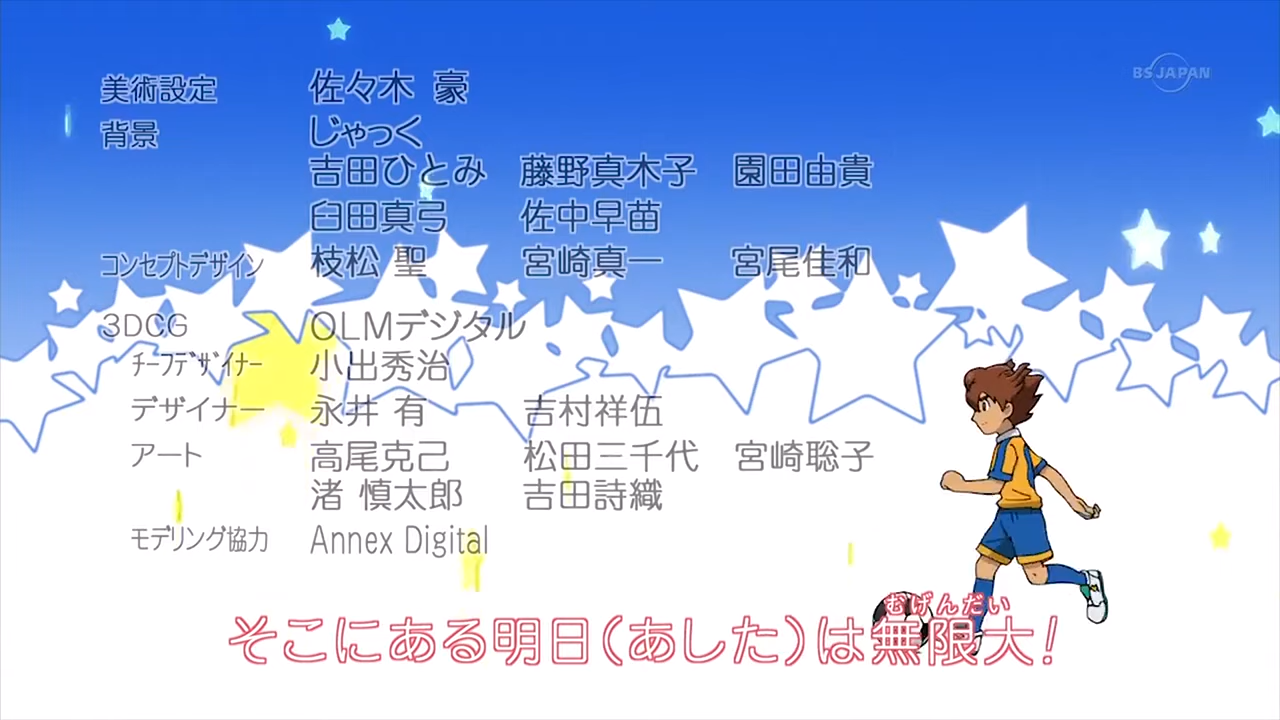 BS JAPAN
美術設定 佐々木 豪
背景 じゃっく
吉田ひとみ 藤野真木子 園田由貴
臼田真弓 佐中早苗
コンセプトデザイン 枝松 聖 宮崎真一 宮尾佳和
3DCG OLMデジタル
チーフデザイナー 小出秀治
デザイナー 永井 有 吉村祥伍
アート 高尾克己 松田三千代 宮崎聡子
渚 慎太郎 吉田詩織
モデリング協力 Annex Digital
むげんだい
そこにある明日(あした)は無限大!